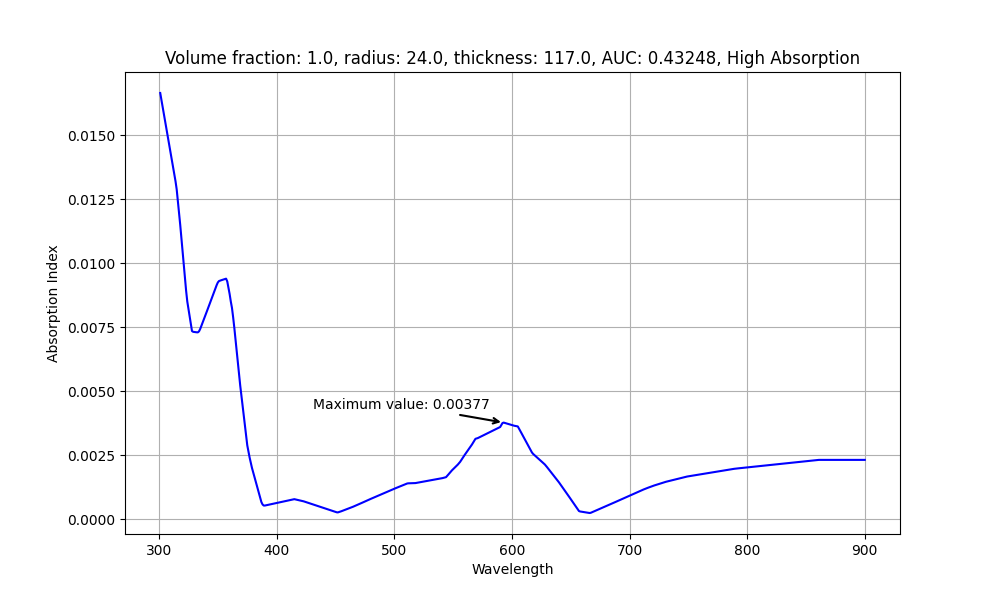 Volume fraction: 1.0, radius: 24.0, thickness: 117.0, AUC: 0.43248, High Absorption
Absorption Index
0.0150
0.0125
0.0100
0.0075
0.0050
0.0025
0.0000
Maximum value: 0.00377
300 400 500 600 700 800 900
Wavelength